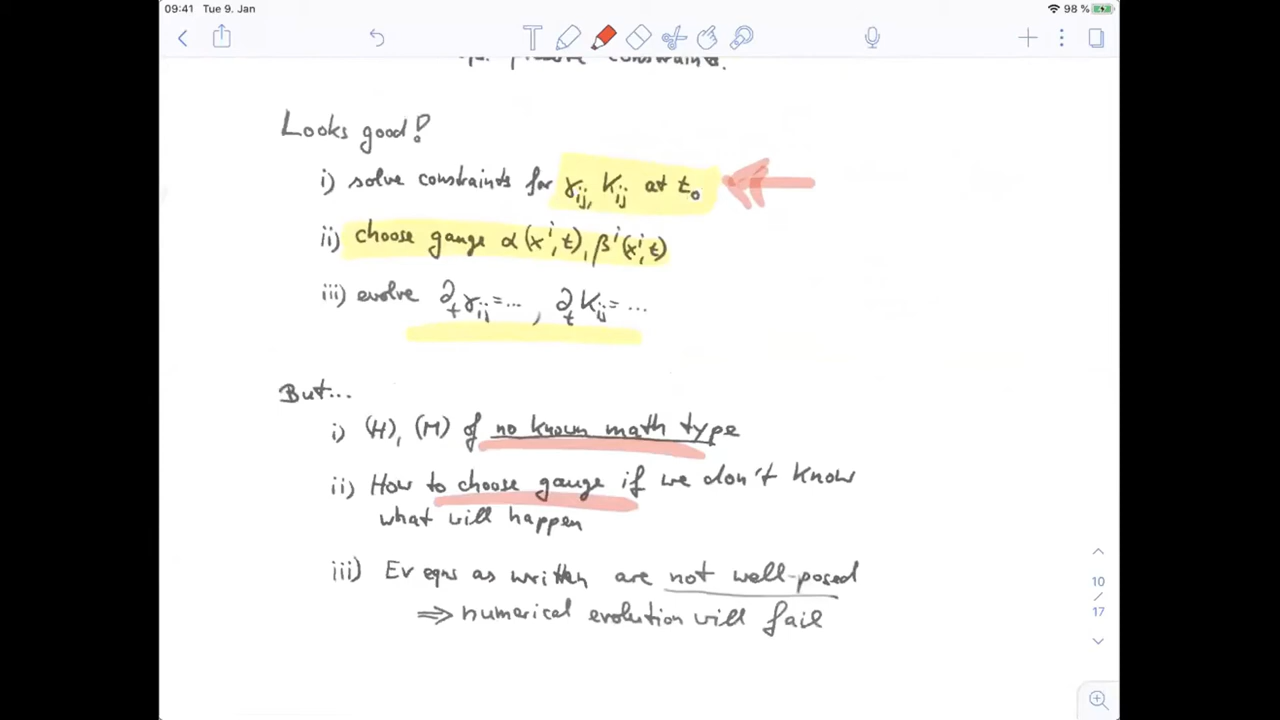 09:41 Tue 9. Jan
98 %
constraints.
Looks good!
i) solve constraints for γij, Kij at t₀
ii) choose gauge α(xⁱ,t), βⁱ(xⁱ,t)
iii) evolve ∂ₜγij = ..., ∂ₜKij = ...
But...
i) (H), (M) of no known math type
ii) How to choose gauge if we don't know
what will happen
iii) Ev eqns as written are not well-posed
⇒ numerical evolution will fail
10
/
17